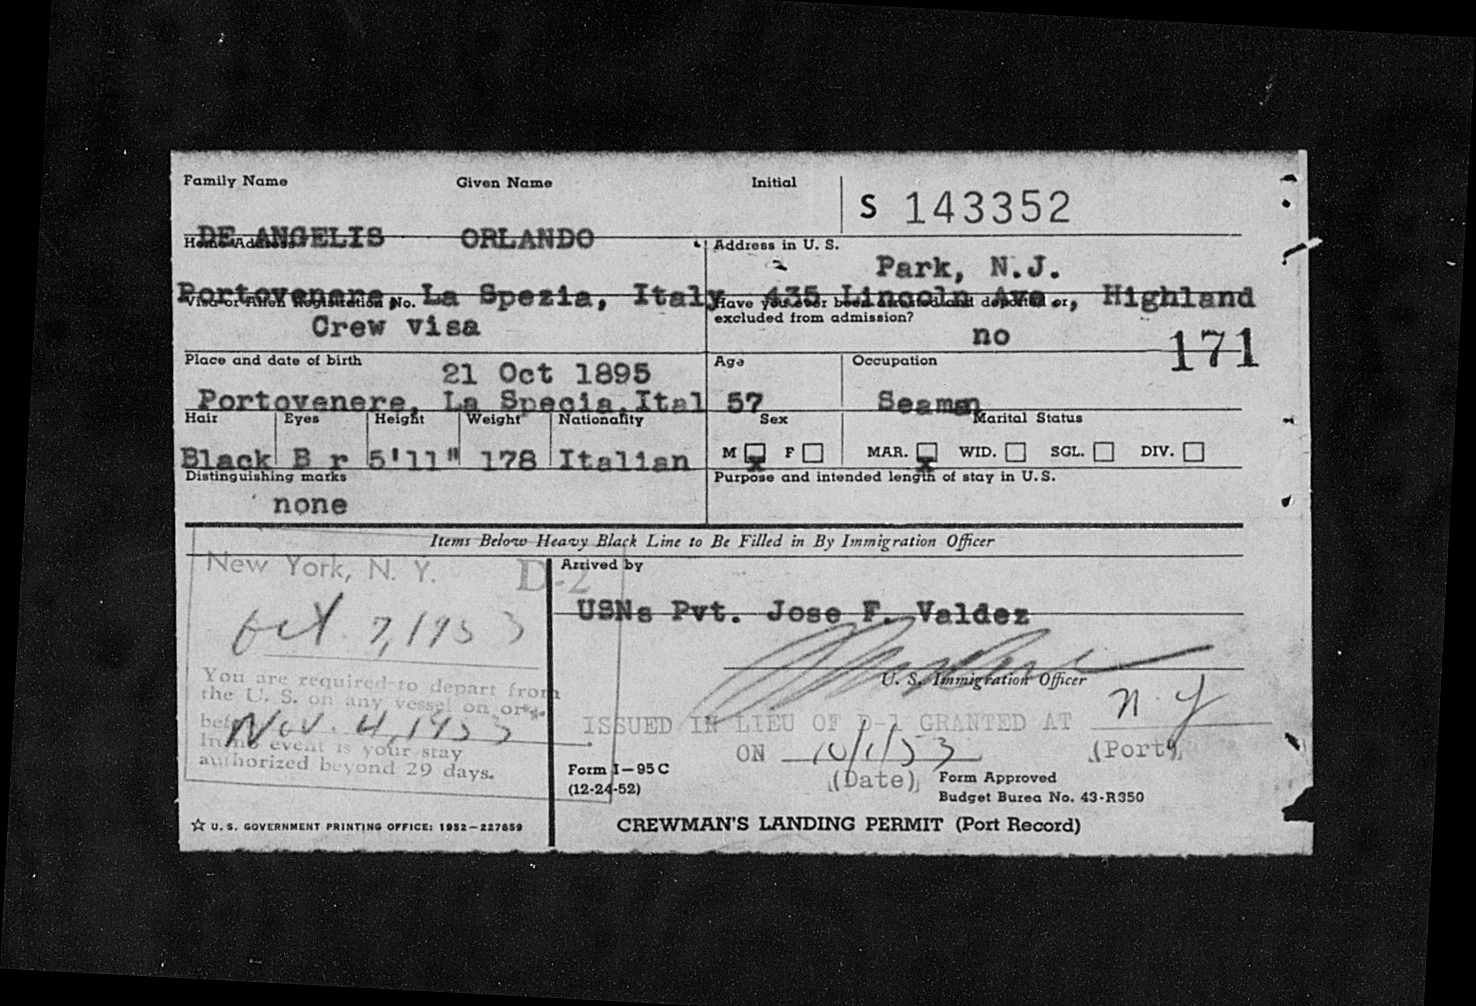 Family Name Given Name Initial
S 143352
DE ANGELIS ORLANDO
Home Address Address in U. S.
Park, N.J.
Portovenere, La Spezia, Italy 435 Lincoln Ave., Highland
Visa or Alien Registration No. Have you ever been arrested and deported or
excluded from admission?
Crew visa no
171
Place and date of birth Age Occupation
21 Oct 1895
Portovenere, La Specia,Ital 57 Seaman
Hair Eyes Height Weight Nationality Sex Marital Status
Black B r 5'11" 178 Italian M x F MAR. x WID. SGL. DIV.
Distinguishing marks Purpose and intended length of stay in U.S.
none
Items Below Heavy Black Line to Be Filled in By Immigration Officer
New York, N. Y. D-2
Oct. 7, 1953
You are required to depart from
the U. S. on any vessel on or
before Nov. 4, 1953
In no event is your stay
authorized beyond 29 days.
☆ U. S. GOVERNMENT PRINTING OFFICE: 1952—227659
Arrived by
USNs Pvt. Jose F. Valdez
U. S. Immigration Officer
ISSUED IN LIEU OF D-1 GRANTED AT N.Y
ON 10/1/53 (Port)
(Date)
Form I—95 C
(12-24-52)
Form Approved
Budget Burea No. 43-R350
CREWMAN'S LANDING PERMIT (Port Record)